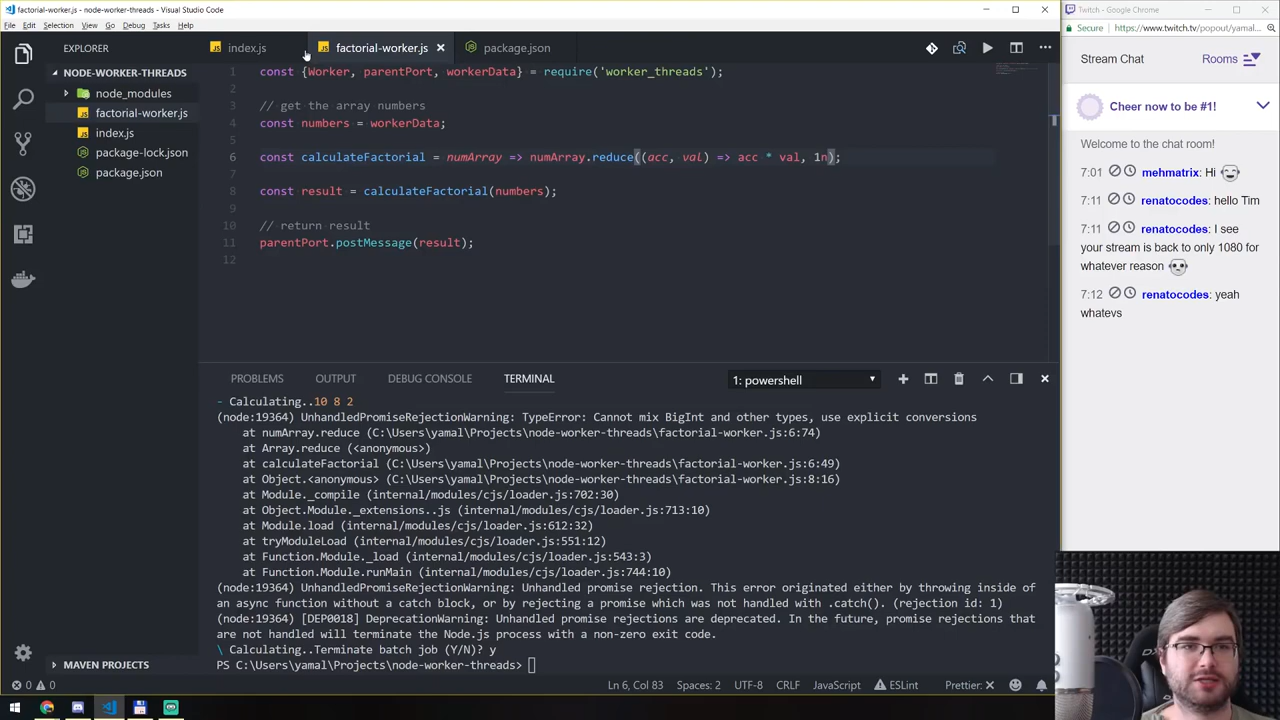 factorial-worker.js - node-worker-threads - Visual Studio Code
File Edit Selection View Go Debug Tasks Help
EXPLORER
NODE-WORKER-THREADS
node_modules
factorial-worker.js
index.js
package-lock.json
package.json
MAVEN PROJECTS
index.js factorial-worker.js package.json
1 const {Worker, parentPort, workerData} = require('worker_threads');
2
3 // get the array numbers
4 const numbers = workerData;
5
6 const calculateFactorial = numArray => numArray.reduce((acc, val) => acc * val, 1n);
7
8 const result = calculateFactorial(numbers);
9
10 // return result
11 parentPort.postMessage(result);
12
PROBLEMS OUTPUT DEBUG CONSOLE TERMINAL 1: powershell
- Calculating..10 8 2
(node:19364) UnhandledPromiseRejectionWarning: TypeError: Cannot mix BigInt and other types, use explicit conversions
at numArray.reduce (C:\Users\yamal\Projects\node-worker-threads\factorial-worker.js:6:74)
at Array.reduce (<anonymous>)
at calculateFactorial (C:\Users\yamal\Projects\node-worker-threads\factorial-worker.js:6:49)
at Object.<anonymous> (C:\Users\yamal\Projects\node-worker-threads\factorial-worker.js:8:16)
at Module._compile (internal/modules/cjs/loader.js:702:30)
at Object.Module._extensions..js (internal/modules/cjs/loader.js:713:10)
at Module.load (internal/modules/cjs/loader.js:612:32)
at tryModuleLoad (internal/modules/cjs/loader.js:551:12)
at Function.Module._load (internal/modules/cjs/loader.js:543:3)
at Function.Module.runMain (internal/modules/cjs/loader.js:744:10)
(node:19364) UnhandledPromiseRejectionWarning: Unhandled promise rejection. This error originated either by throwing inside of
an async function without a catch block, or by rejecting a promise which was not handled with .catch(). (rejection id: 1)
(node:19364) [DEP0018] DeprecationWarning: Unhandled promise rejections are deprecated. In the future, promise rejections that
are not handled will terminate the Node.js process with a non-zero exit code.
\ Calculating..Terminate batch job (Y/N)? y
PS C:\Users\yamal\Projects\node-worker-threads>
0 0 Ln 6, Col 83 Spaces: 2 UTF-8 CRLF JavaScript ESLint Prettier: ✕
Twitch - Google Chrome
Secure https://www.twitch.tv/popout/yamal
Stream Chat Rooms
Cheer now to be #1!
Welcome to the chat room!
7:01 mehmatrix: Hi
7:11 renatocodes: hello Tim
7:11 renatocodes: I see
your stream is back to only 1080 for
whatever reason
7:12 renatocodes: yeah
whatevs